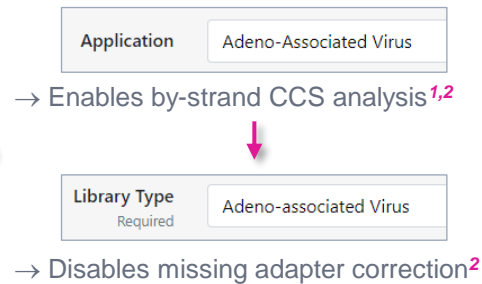 Application Adeno-Associated Virus
→ Enables by-strand CCS analysis1,2
Library Type
Required Adeno-associated Virus
→ Disables missing adapter correction2